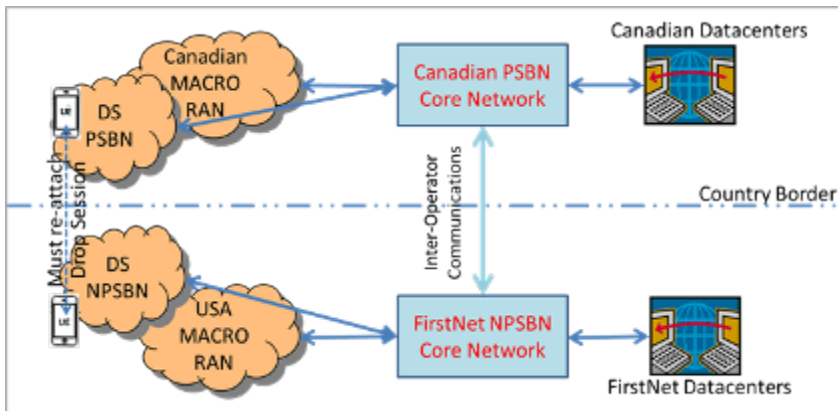 Canadian
MACRO
RAN
DS
PSBN
Canadian PSBN
Core Network
Canadian Datacenters
Must re-attach
Drop Session
Inter-Operator
Communications
Country Border
DS
NPSBN
USA
MACRO
RAN
FirstNet NPSBN
Core Network
FirstNet Datacenters